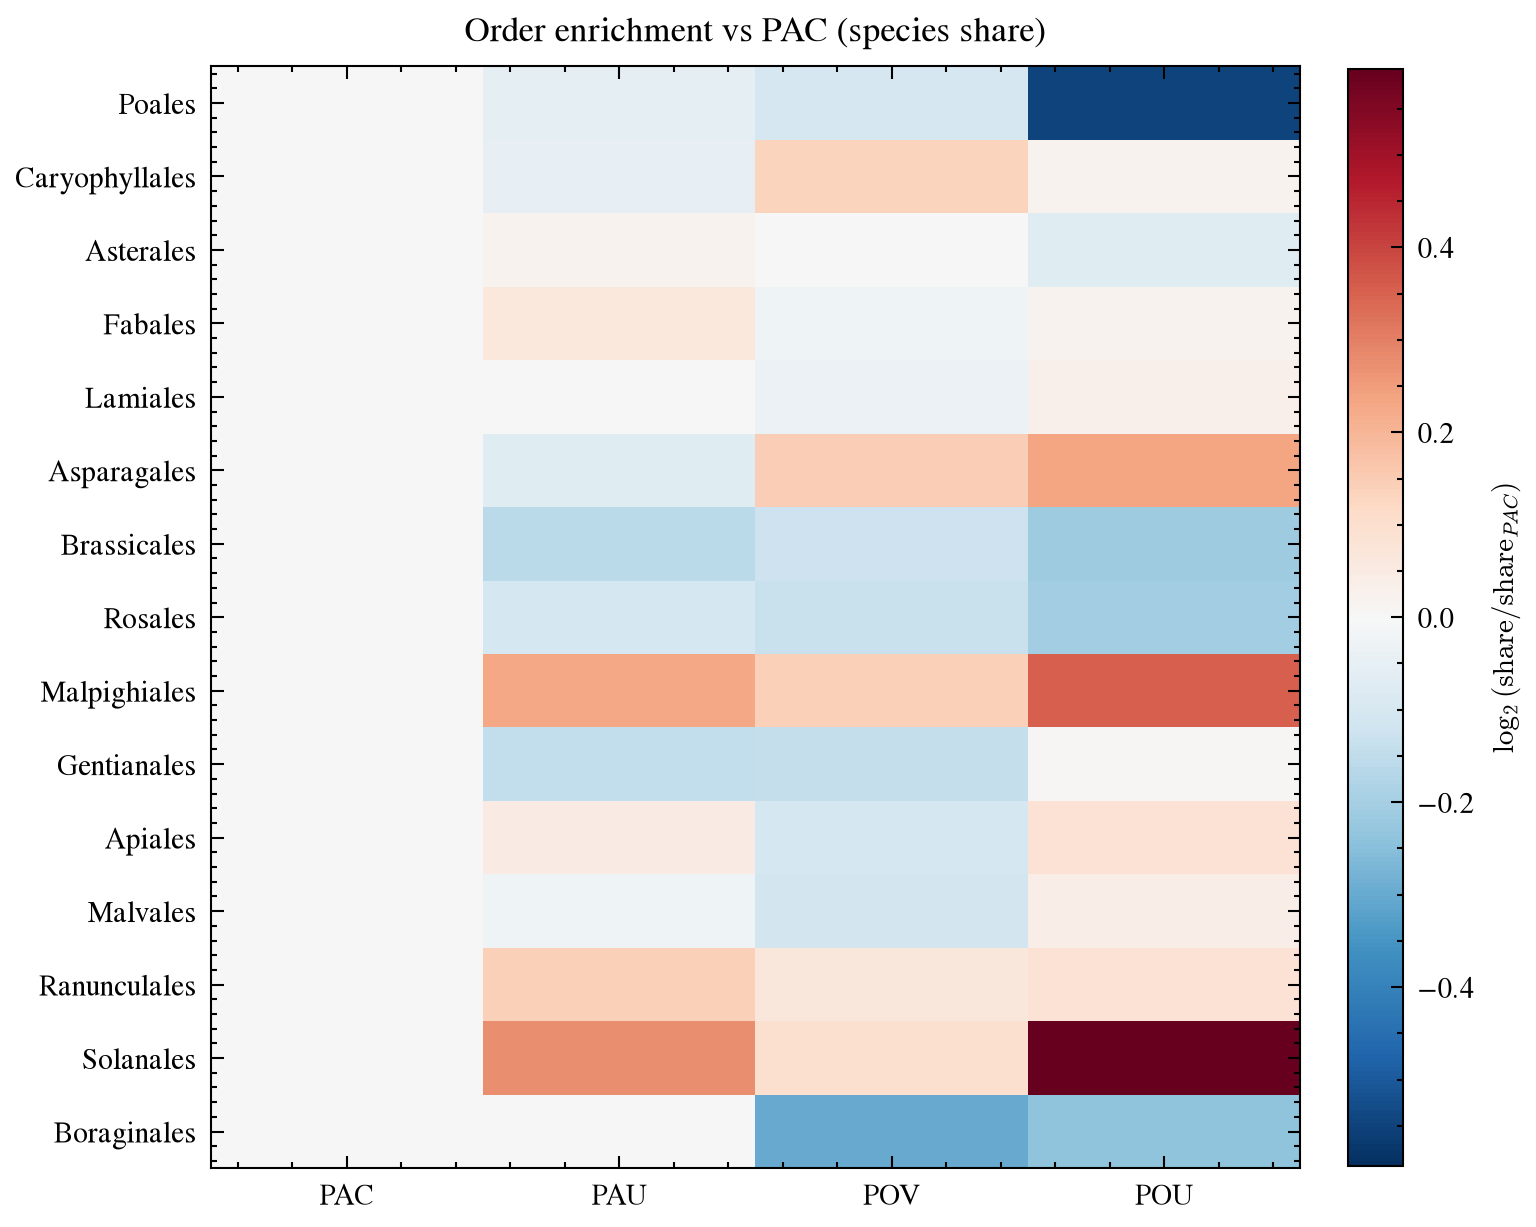 Order enrichment vs PAC (species share)
Poales
Caryophyllales
Asterales
Fabales
Lamiales
Asparagales
Brassicales
Rosales
Malpighiales
Gentianales
Apiales
Malvales
Ranunculales
Solanales
Boraginales
PAC PAU POV POU
0.4
0.2
0.0
−0.2
−0.4
log₂ (share/share_PAC)